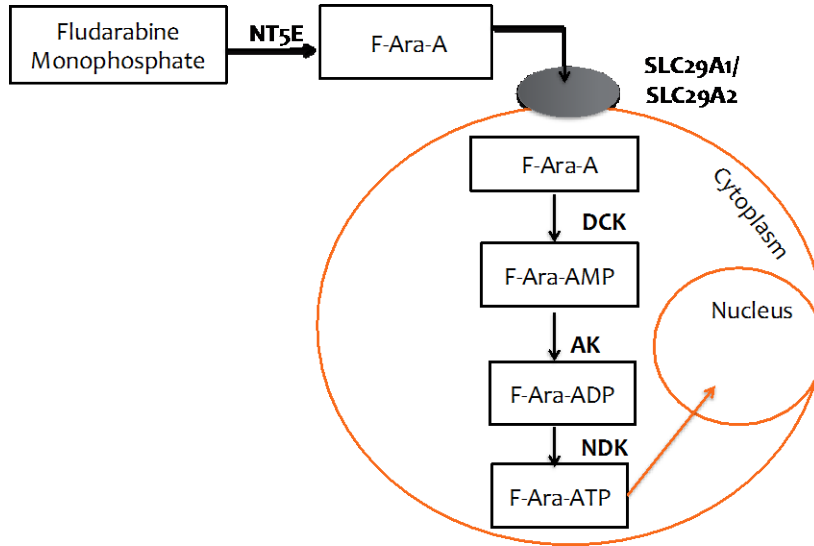 Fludarabine
Monophosphate
NT5E
F-Ara-A
SLC29A1/
SLC29A2
F-Ara-A
Cytoplasm
DCK
F-Ara-AMP
Nucleus
AK
F-Ara-ADP
NDK
F-Ara-ATP